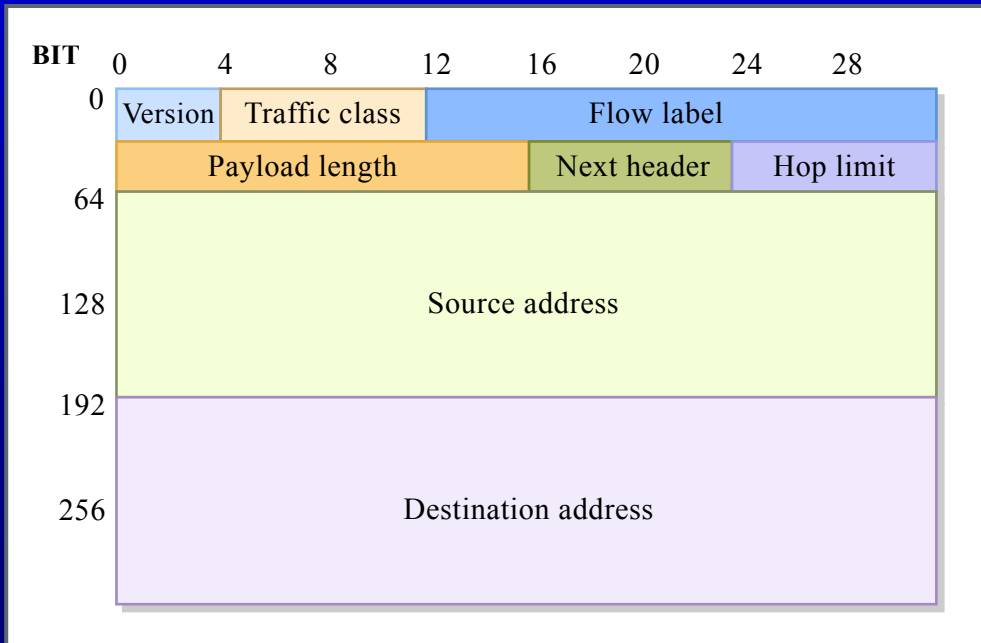 BIT 0 4 8 12 16 20 24 28
0 Version Traffic class Flow label
Payload length Next header Hop limit
64
128 Source address
192
256 Destination address